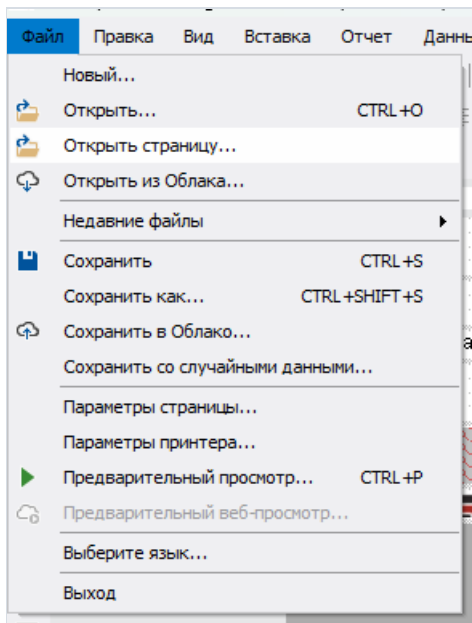 Файл Правка Вид Вставка Отчет
Новый...
Открыть... CTRL+O
Открыть страницу...
Открыть из Облака...
Недавние файлы
Сохранить CTRL+S
Сохранить как... CTRL+SHIFT+S
Сохранить в Облако...
Сохранить со случайными данными...
Параметры страницы...
Параметры принтера...
Предварительный просмотр... CTRL+P
Предварительный веб-просмотр...
Выберите язык...
Выход